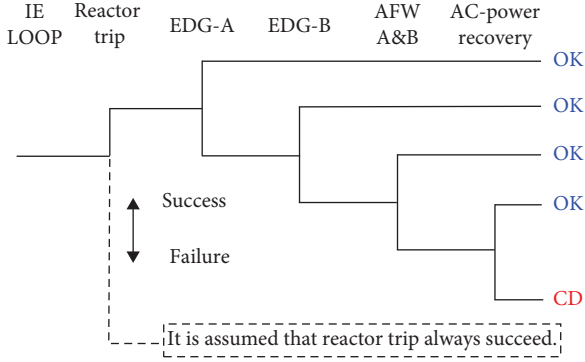 IE
LOOP
Reactor
trip
EDG-A
EDG-B
AFW
A&B
AC-power
recovery
OK
OK
OK
OK
CD
Success
Failure
It is assumed that reactor trip always succeed.